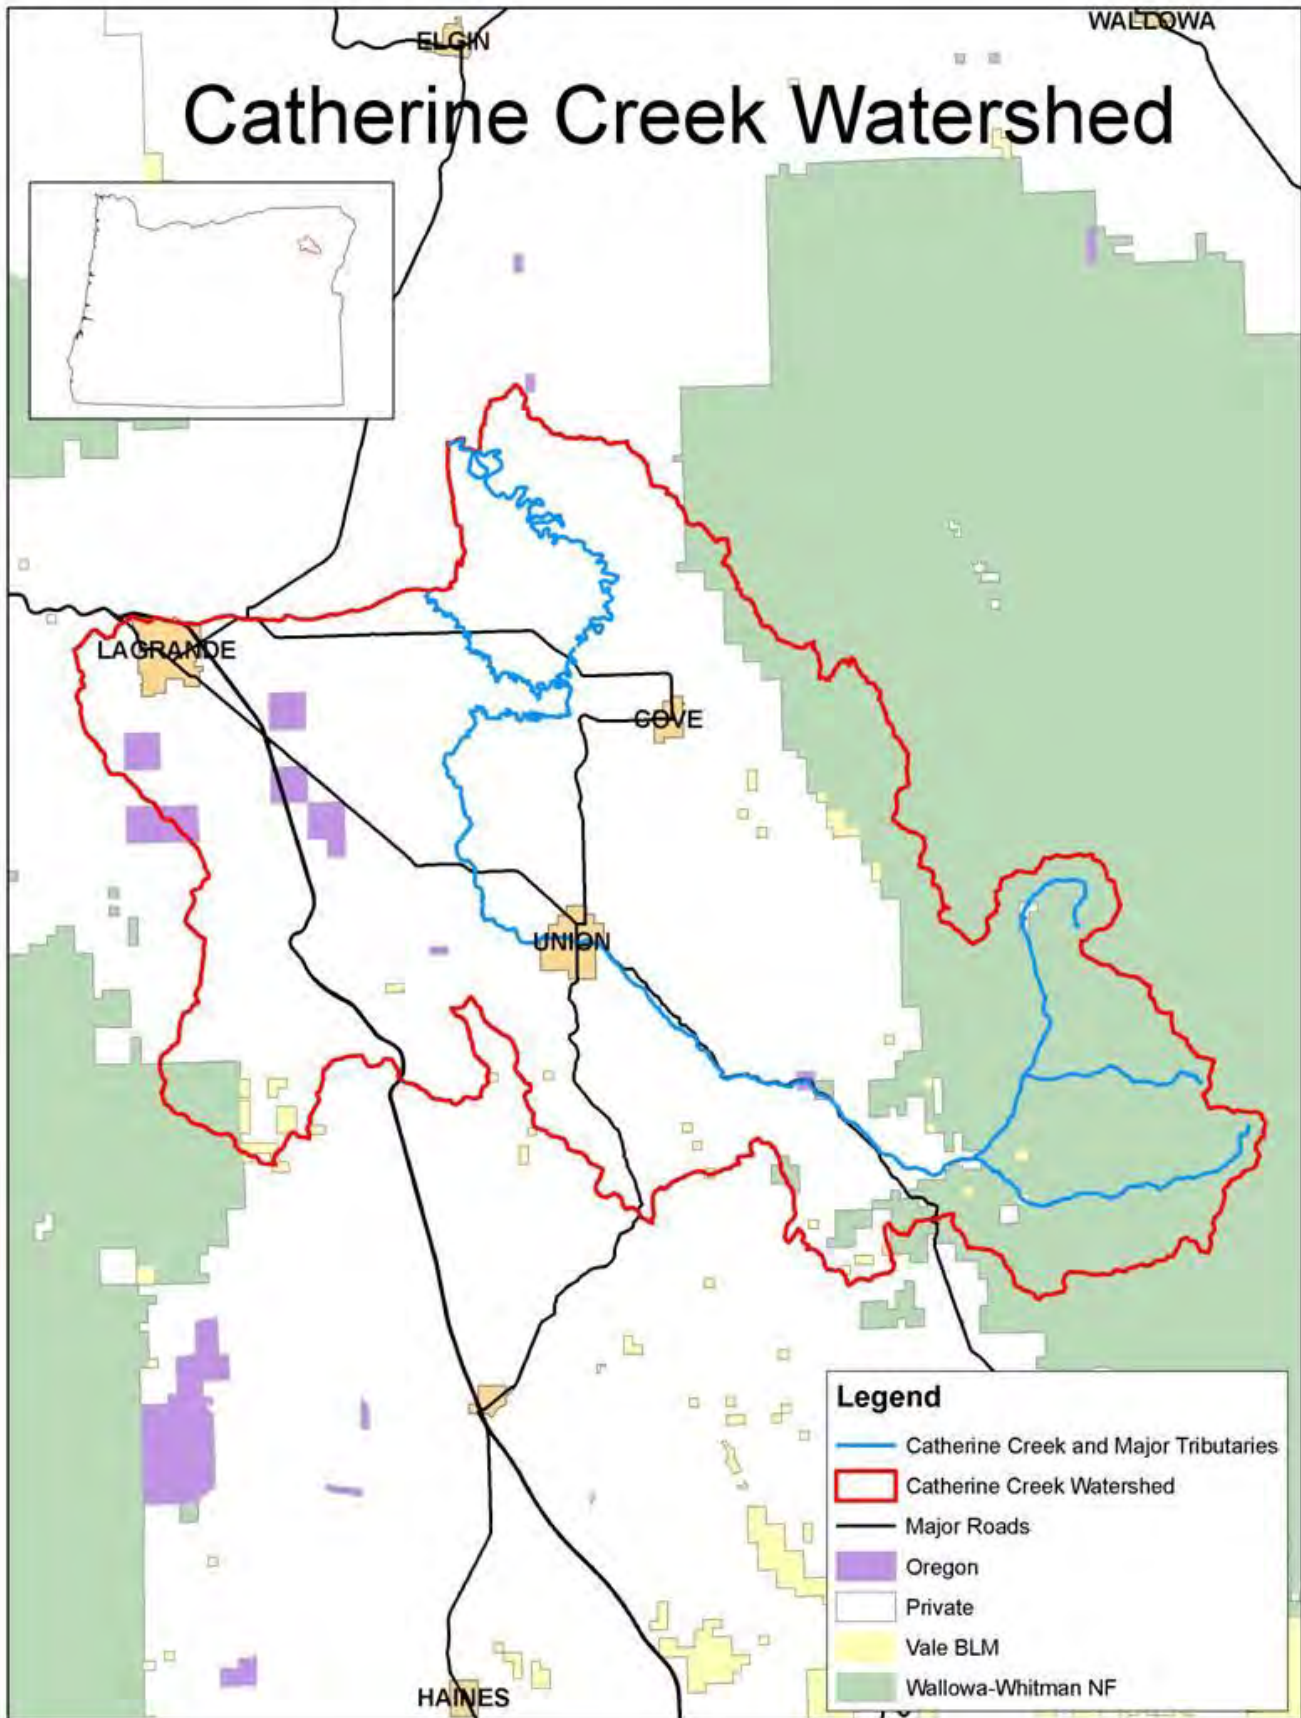 ELGIN
WALLOWA
Catherine Creek Watershed
LAGRANDE
COVE
UNION
HAINES
Legend
Catherine Creek and Major Tributaries
Catherine Creek Watershed
Major Roads
Oregon
Private
Vale BLM
Wallowa-Whitman NF